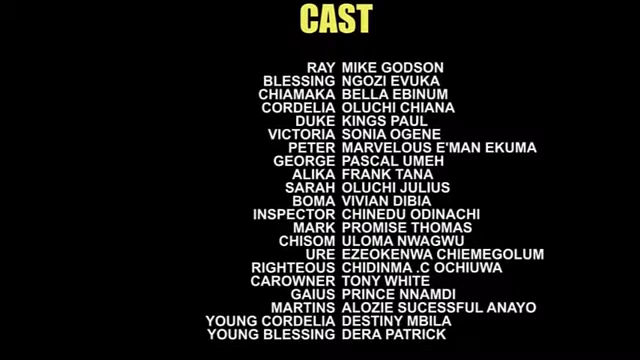 CAST
RAY MIKE GODSON
BLESSING NGOZI EVUKA
CHIAMAKA BELLA EBINUM
CORDELIA OLUCHI CHIANA
DUKE KINGS PAUL
VICTORIA SONIA OGENE
PETER MARVELOUS E'MAN EKUMA
GEORGE PASCAL UMEH
ALIKA FRANK TANA
SARAH OLUCHI JULIUS
BOMA VIVIAN DIBIA
INSPECTOR CHINEDU ODINACHI
MARK PROMISE THOMAS
CHISOM ULOMA NWAGWU
URE EZEOKENWA CHIEMEGOLUM
RIGHTEOUS CHIDINMA .C OCHIUWA
CAROWNER TONY WHITE
GAIUS PRINCE NNAMDI
MARTINS ALOZIE SUCESSFUL ANAYO
YOUNG CORDELIA DESTINY MBILA
YOUNG BLESSING DERA PATRICK